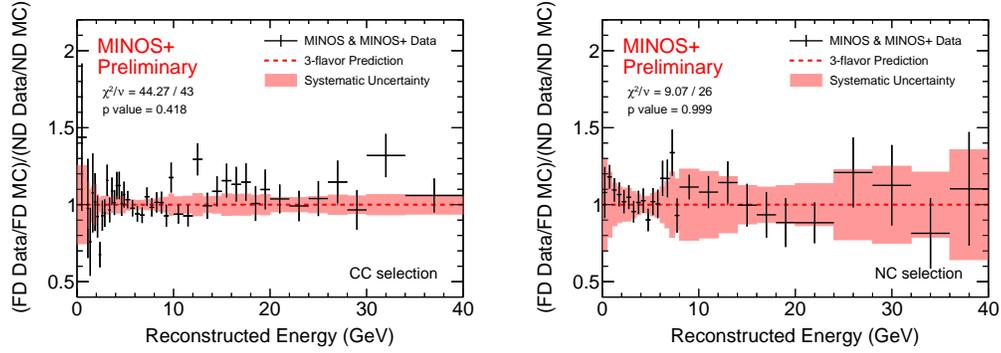 (FD Data/FD MC)/(ND Data/ND MC)
2
1.5
1
0.5
MINOS+
Preliminary
χ²/ν = 44.27 / 43
p value = 0.418
MINOS & MINOS+ Data
3-flavor Prediction
Systematic Uncertainty
CC selection
0 10 20 30 40
Reconstructed Energy (GeV)
(FD Data/FD MC)/(ND Data/ND MC)
2
1.5
1
0.5
MINOS+
Preliminary
χ²/ν = 9.07 / 26
p value = 0.999
MINOS & MINOS+ Data
3-flavor Prediction
Systematic Uncertainty
NC selection
0 10 20 30 40
Reconstructed Energy (GeV)